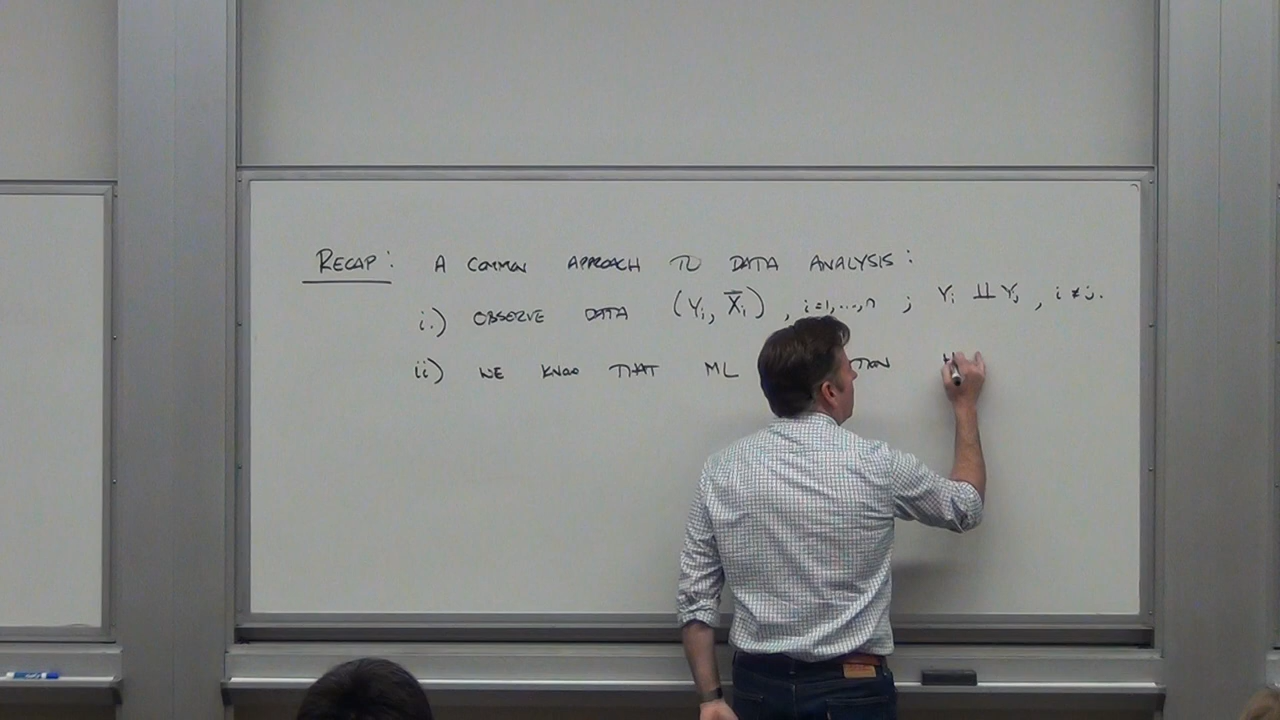 RECAP: A COMMON APPROACH TO DATA ANALYSIS:
i.) OBSERVE DATA (Yi, X̄i), i=1,...,n ; Yi ⫫ Yj, i ≠ j.
ii) WE KNOW THAT ML